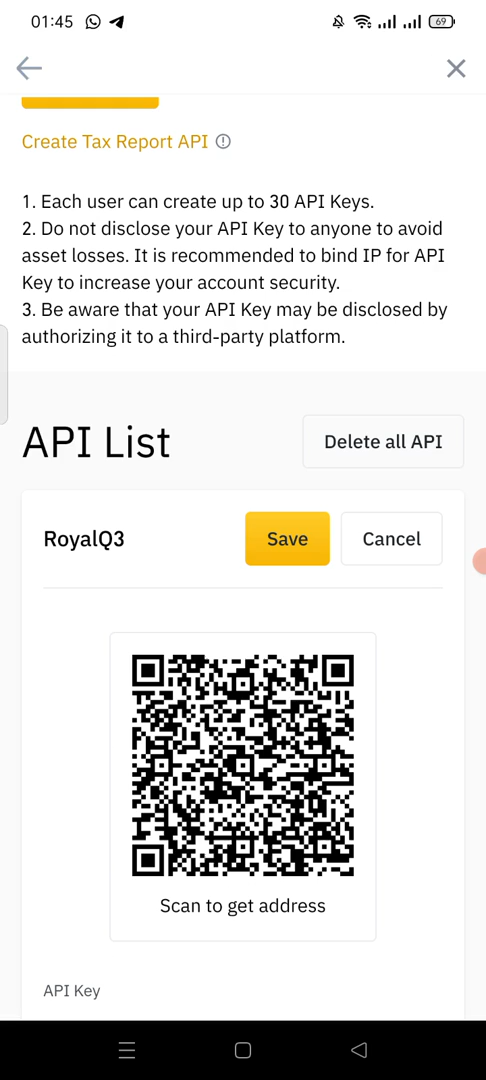 01:45
69
Create Tax Report API
1. Each user can create up to 30 API Keys.
2. Do not disclose your API Key to anyone to avoid
asset losses. It is recommended to bind IP for API
Key to increase your account security.
3. Be aware that your API Key may be disclosed by
authorizing it to a third-party platform.
API List
Delete all API
RoyalQ3
Save
Cancel
Scan to get address
API Key